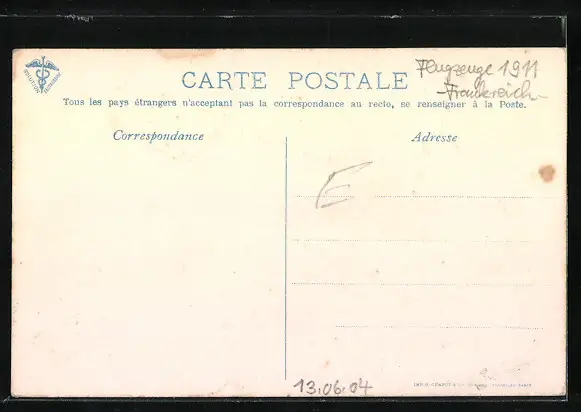 Flugzeuge 1911
Frankreich
CARTE POSTALE
Tous les pays étrangers n'acceptant pas la correspondance au recto, se renseigner à la Poste.
Correspondance
Adresse
E
13.06.04